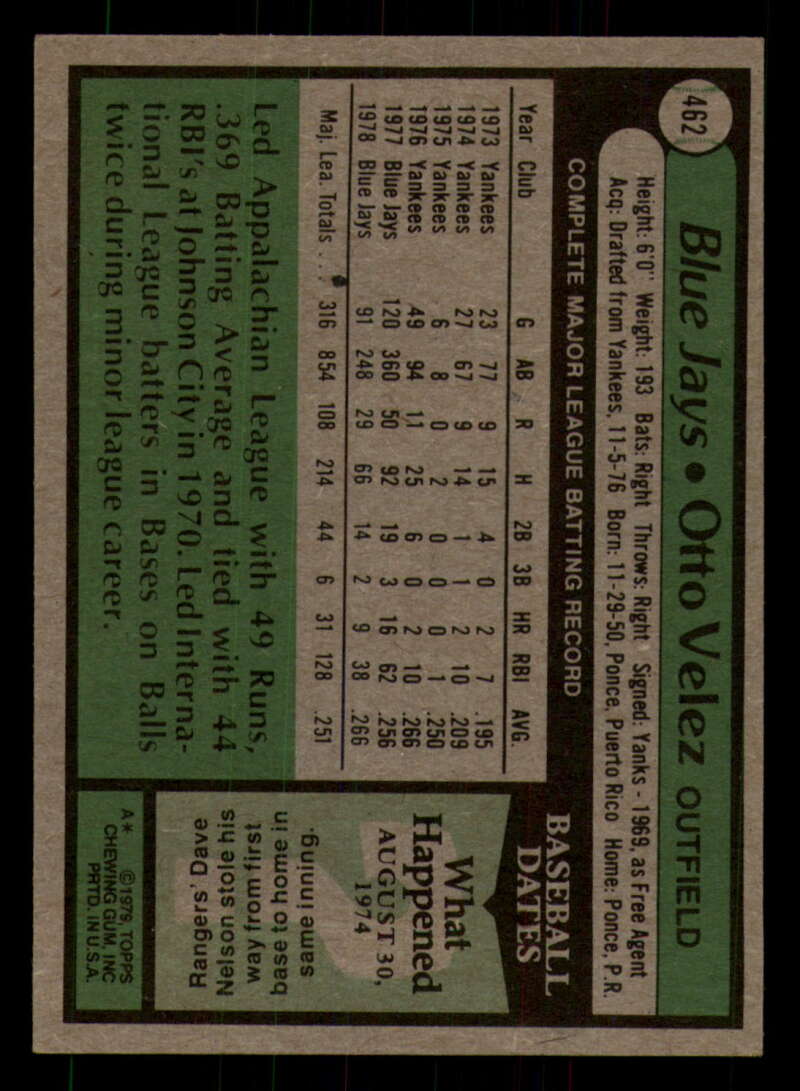 462
Blue Jays • Otto Velez OUTFIELD
Height: 6'0" Weight: 193 Bats: Right Throws: Right Signed: Yanks - 1969, as Free Agent
Acq: Drafted from Yankees, 11-5-76 Born: 11-29-50, Ponce, Puerto Rico Home: Ponce, P.R.
COMPLETE MAJOR LEAGUE BATTING RECORD
Year Club G AB R H 2B 3B HR RBI AVG.
1973 Yankees 23 77 9 15 4 0 2 7 .195
1974 Yankees 27 67 9 14 1 1 2 10 .209
1975 Yankees 6 8 0 2 0 0 0 1 .250
1976 Yankees 49 94 11 25 6 0 2 10 .266
1977 Blue Jays 120 360 50 92 19 3 16 62 .256
1978 Blue Jays 91 248 29 66 14 2 9 38 .266
Maj. Lea. Totals . . . 316 854 108 214 44 6 31 128 .251
Led Appalachian League with 49 Runs,
.369 Batting Average and tied with 44
RBI's at Johnson City in 1970. Led Interna-
tional League batters in Bases on Balls
twice during minor league career.
BASEBALL
DATES
What
Happened
AUGUST 30,
1974
Rangers' Dave
Nelson stole his
way from first
base to home in
same inning.
A* ©1979, TOPPS
CHEWING GUM, INC
PRTD. IN U.S.A.